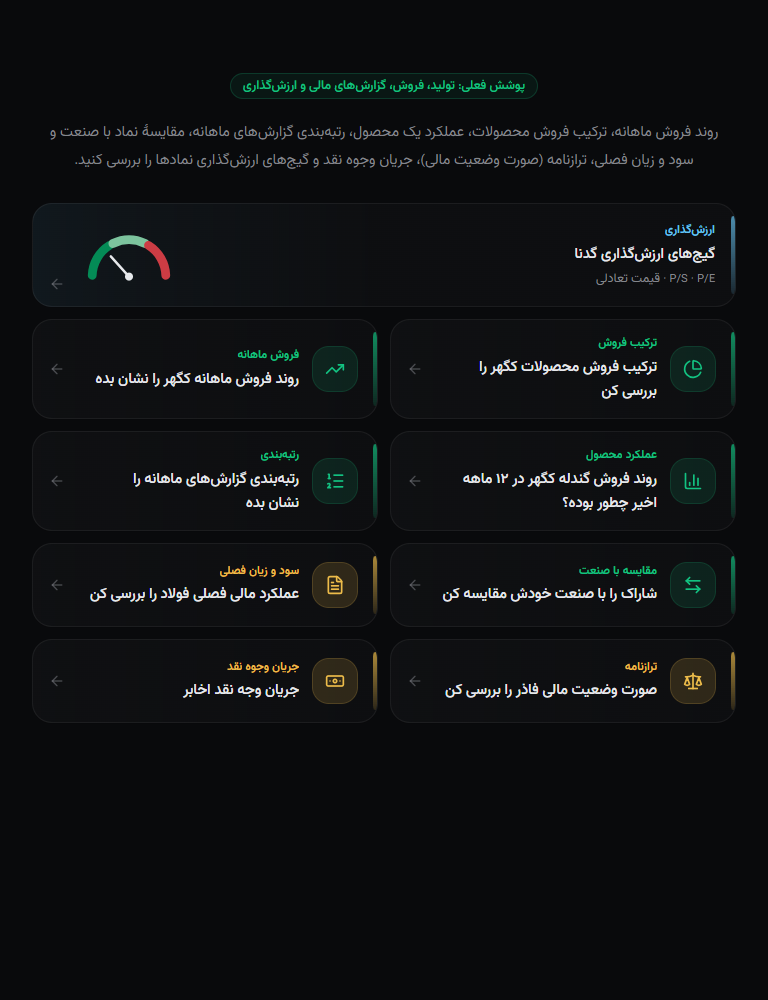 پوشش فعلی: تولید، فروش، گزارش‌های مالی و ارزش‌گذاری
روند فروش ماهانه، ترکیب فروش محصولات، عملکرد یک محصول، رتبه‌بندی گزارش‌های ماهانه، مقایسهٔ نماد با صنعت و
سود و زیان فصلی، ترازنامه (صورت وضعیت مالی)، جریان وجوه نقد و گیج‌های ارزش‌گذاری نمادها را بررسی کنید.
ارزش‌گذاری
گیج‌های ارزش‌گذاری گدنا
P/S · P/E · قیمت تعادلی
ترکیب فروش
ترکیب فروش محصولات کگهر را
بررسی کن
فروش ماهانه
روند فروش ماهانه کگهر را نشان بده
عملکرد محصول
روند فروش گندله کگهر در ۱۲ ماهه
اخیر چطور بوده؟
رتبه‌بندی
رتبه‌بندی گزارش‌های ماهانه را
نشان بده
مقایسه با صنعت
شاراک را با صنعت خودش مقایسه کن
سود و زیان فصلی
عملکرد مالی فصلی فولاد را بررسی کن
ترازنامه
صورت وضعیت مالی فاذر را بررسی کن
جریان وجوه نقد
جریان وجه نقد اخابر